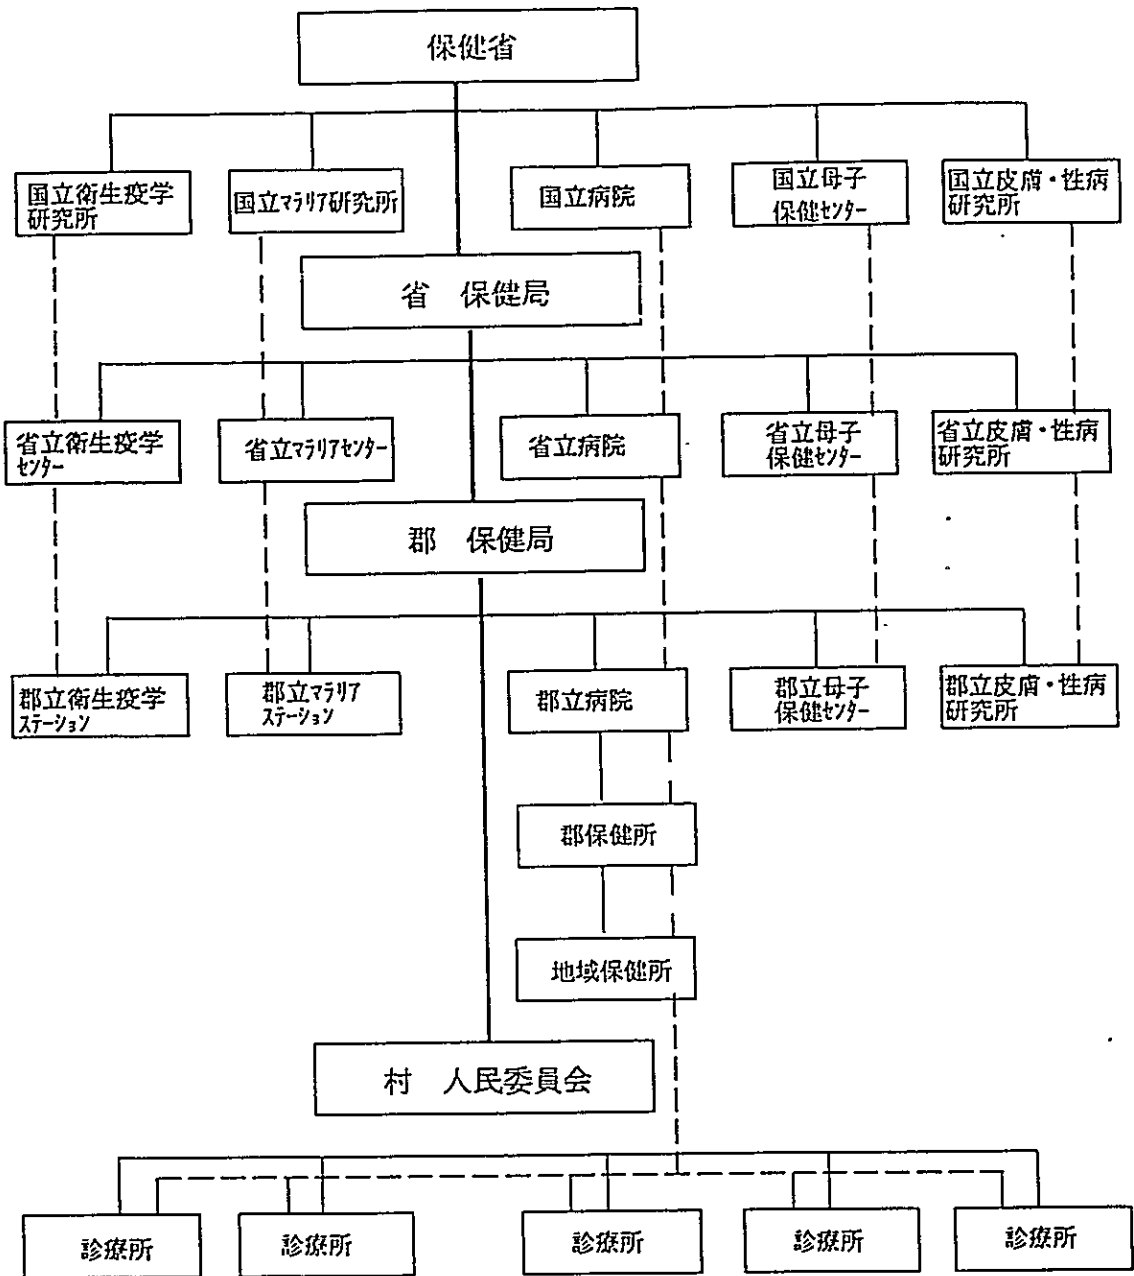 保健省
国立衛生疫学
研究所
国立マラリア研究所
国立病院
国立母子
保健センター
国立皮膚・性病
研究所
省　保健局
省立衛生疫学
センター
省立マラリアセンター
省立病院
省立母子
保健センター
省立皮膚・性病
研究所
郡　保健局
郡立衛生疫学
ステーション
郡立マラリア
ステーション
郡立病院
郡立母子
保健センター
郡立皮膚・性病
研究所
郡保健所
地域保健所
村　人民委員会
診療所
診療所
診療所
診療所
診療所